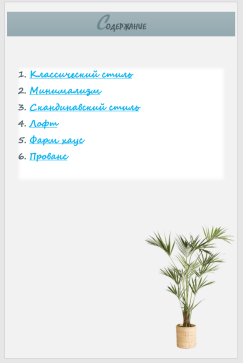 Содержание
1. Классический стиль
2. Минимализм
3. Скандинавский стиль
4. Лофт
5. Фарм хаус
6. Прованс